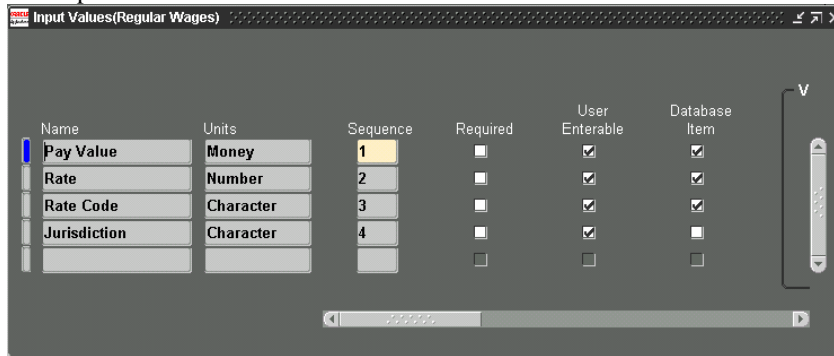 Input Values(Regular Wages)
V
User Database
Name Units Sequence Required Enterable Item
Pay Value Money 1
Rate Number 2
Rate Code Character 3
Jurisdiction Character 4